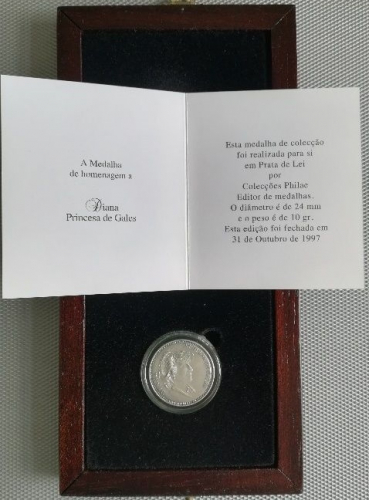 A Medalha
de homenagem a
Diana
Princesa de Gales
Esta medalha de colecção
foi realizada para si
em Prata de Lei
por
Colecções Philae
Editor de medalhas.
O diâmetro é de 24 mm
e o peso é de 10 gr.
Esta edição foi fechada em
31 de Outubro de 1997